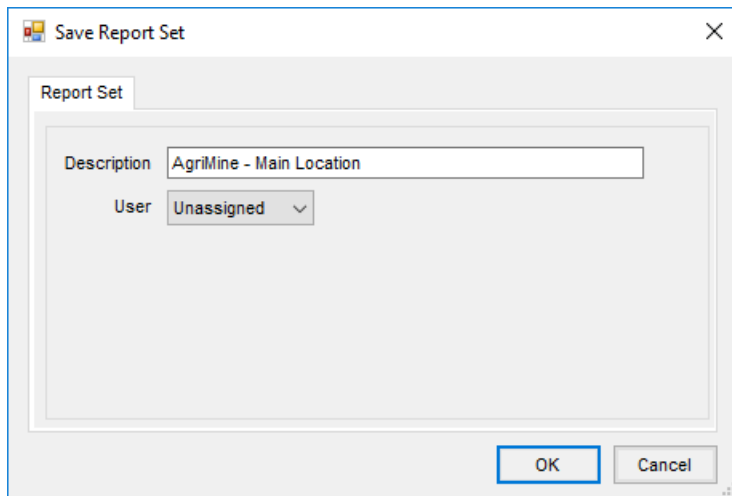 Save Report Set
Report Set
Description AgriMine - Main Location
User Unassigned
OK Cancel